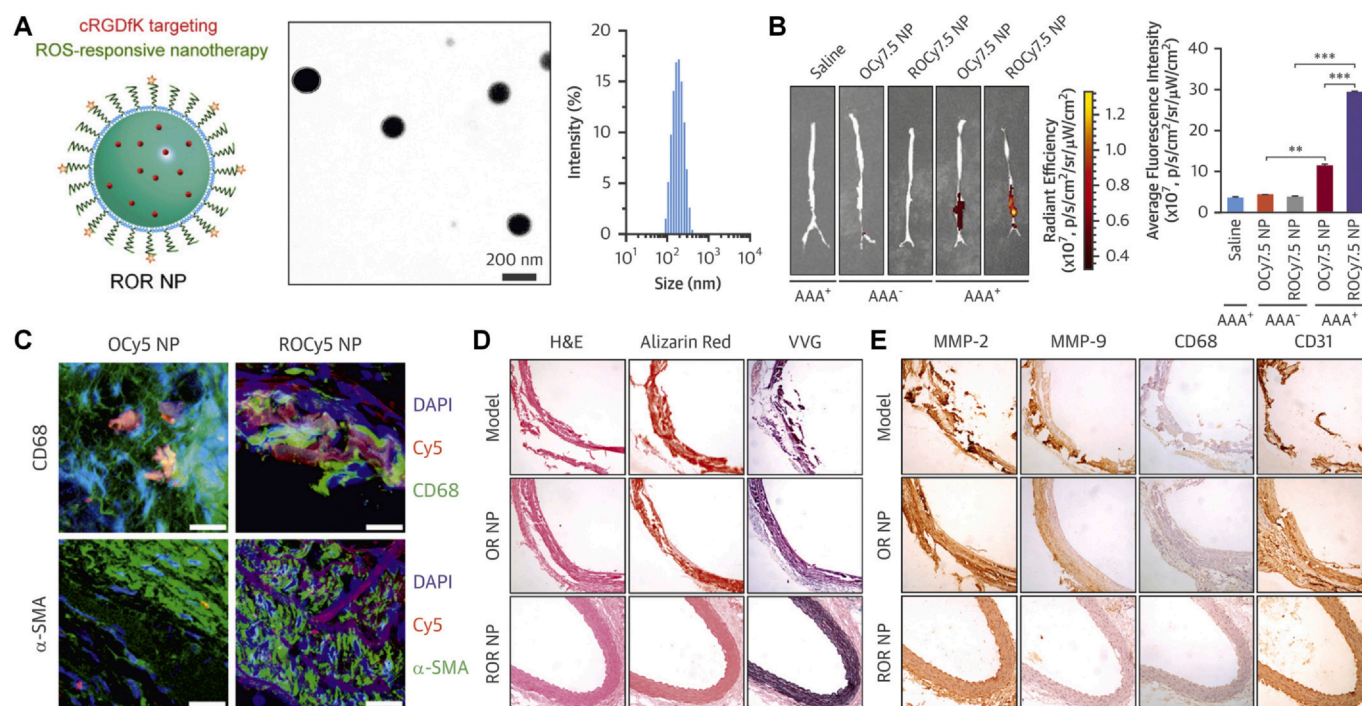 A
cRGDfK targeting
ROS-responsive nanotherapy
ROR NP
200 nm
Intensity (%)
20
15
10
5
0
10¹ 10² 10³ 10⁴
Size (nm)
B
Saline
OCy7.5 NP
ROCy7.5 NP
OCy7.5 NP
ROCy7.5 NP
AAA⁺ AAA⁻ AAA⁺
Radiant Efficiency
(x10⁷, p/s/cm²/sr/µW/cm²)
1.2
1.0
0.8
0.6
0.4
Average Fluorescence Intensity
(x10⁷, p/s/cm²/sr/µW/cm²)
40
30
20
10
0
***
***
**
Saline
OCy7.5 NP
ROCy7.5 NP
OCy7.5 NP
ROCy7.5 NP
AAA⁺ AAA⁻ AAA⁺
C
OCy5 NP ROCy5 NP
CD68
DAPI
Cy5
CD68
α-SMA
DAPI
Cy5
α-SMA
D
H&E Alizarin Red VVG
Model
OR NP
ROR NP
E
MMP-2 MMP-9 CD68 CD31
Model
OR NP
ROR NP